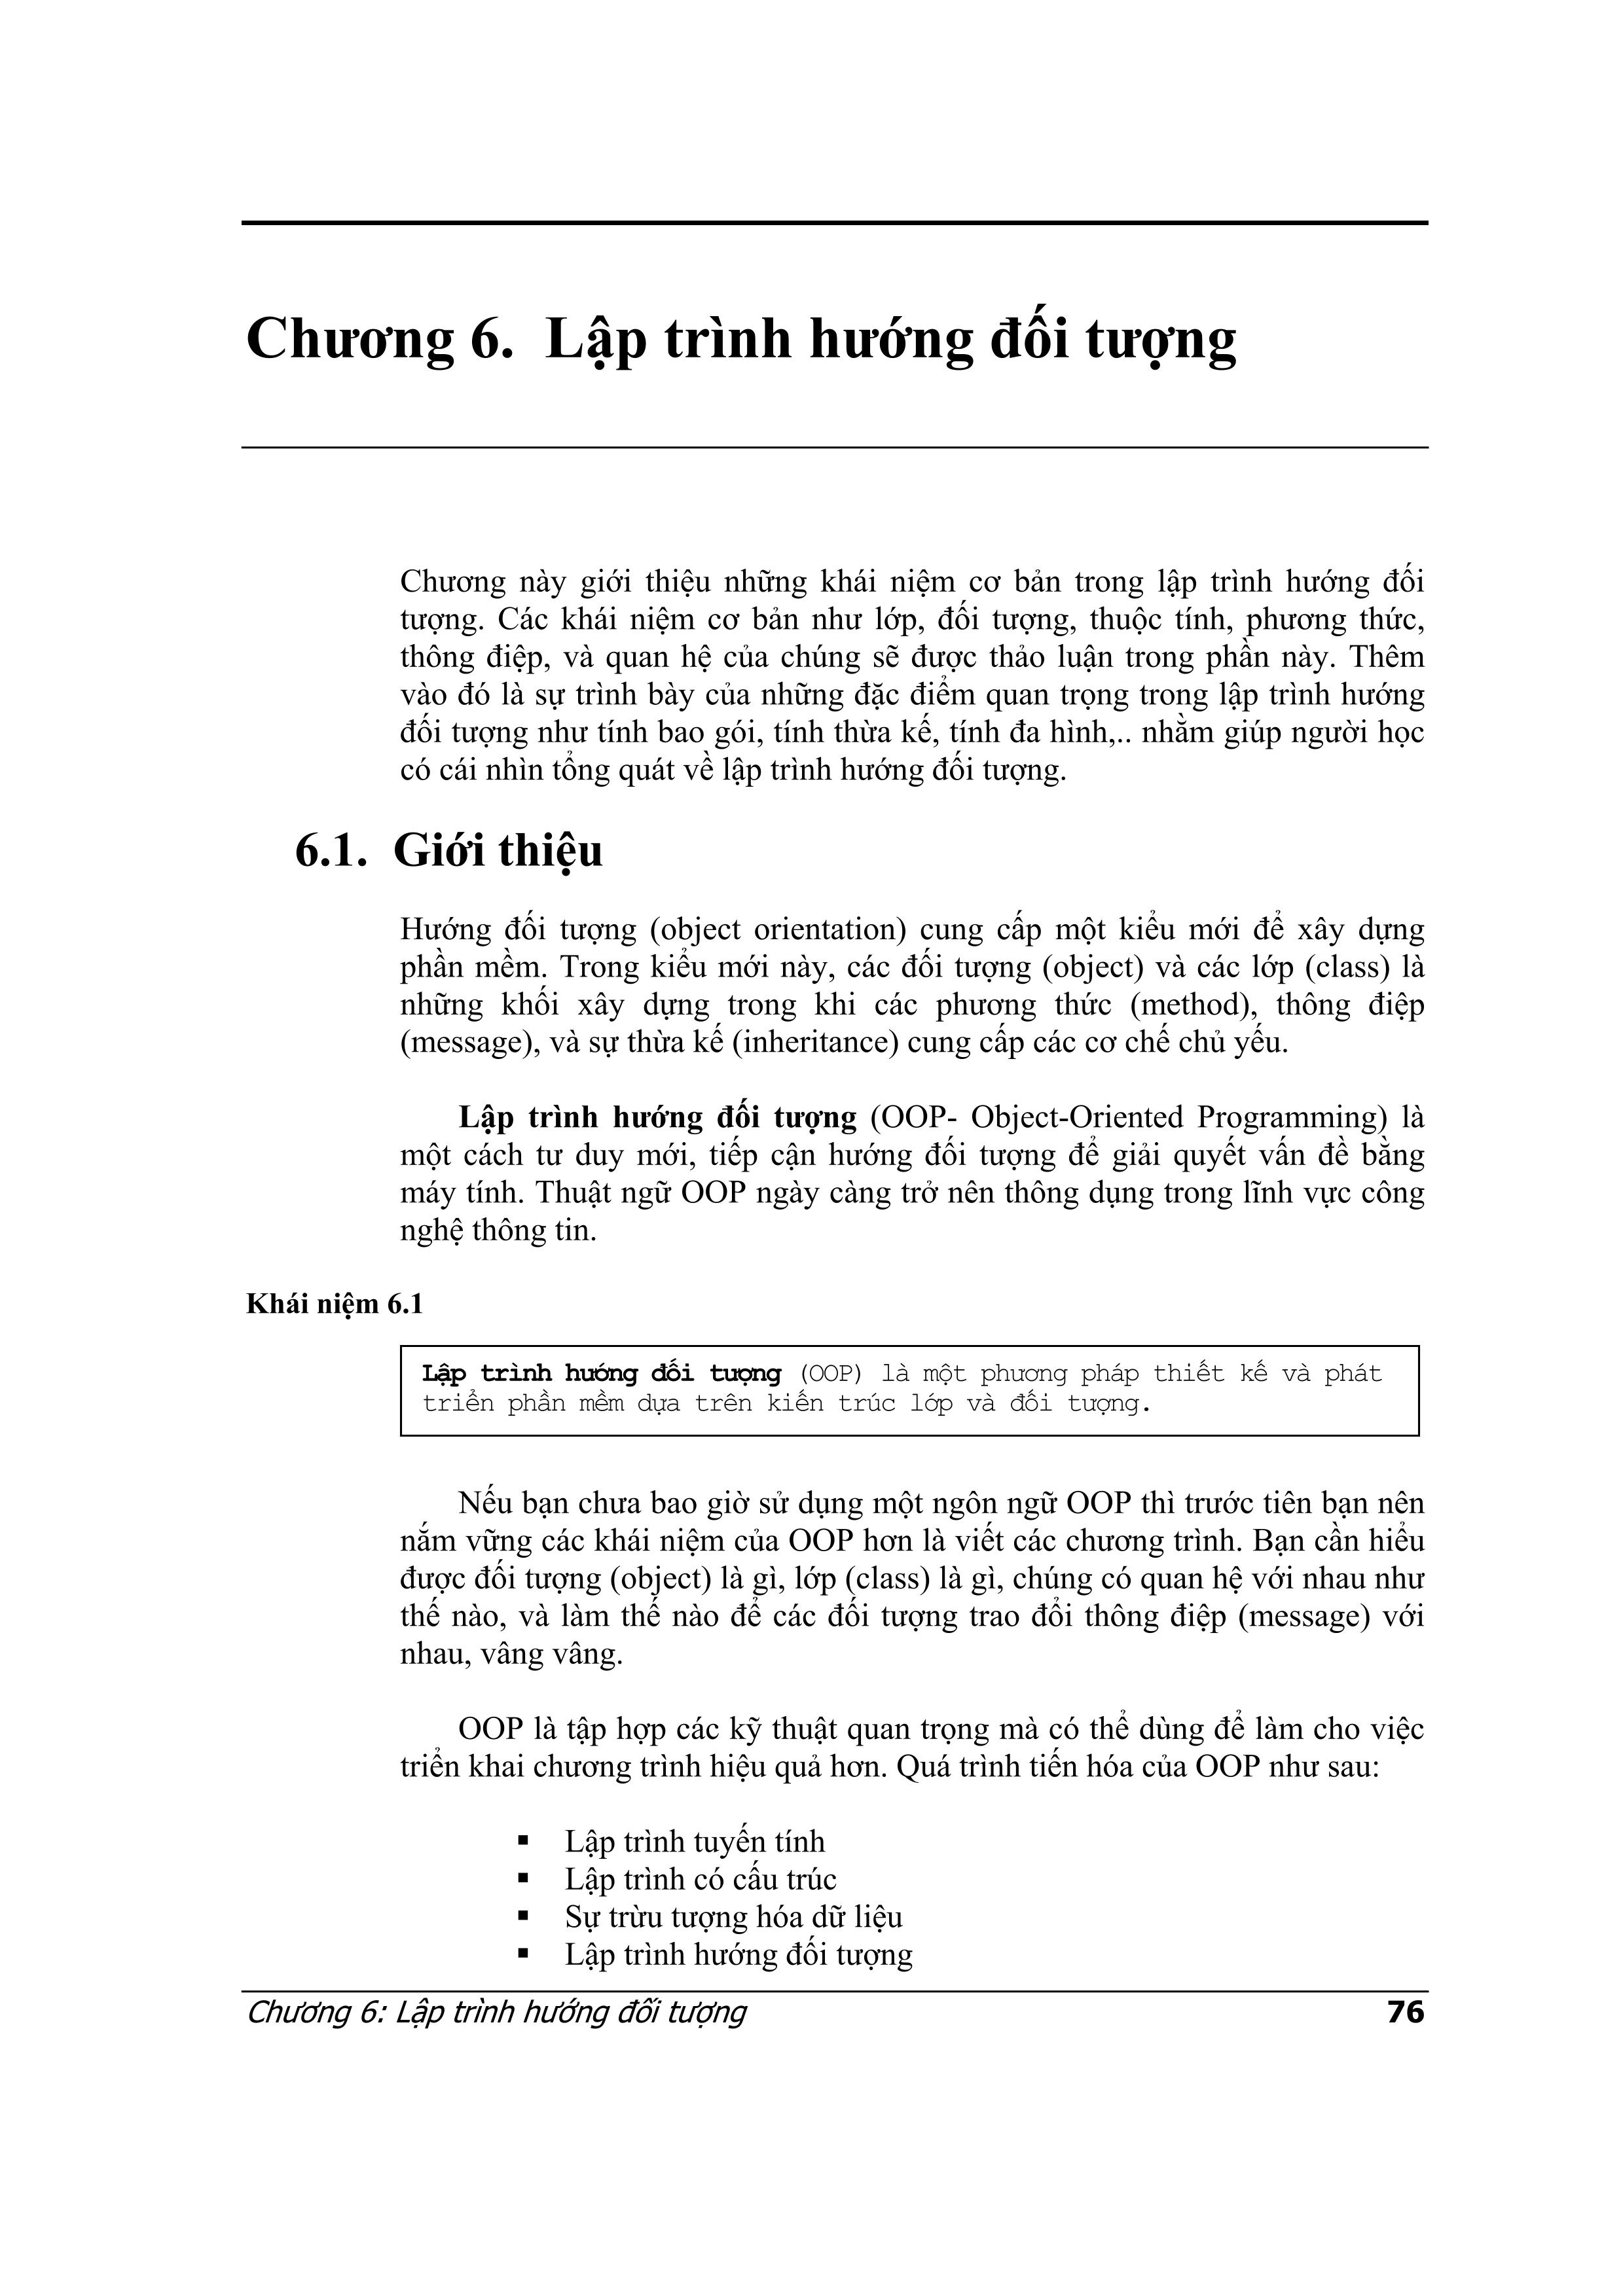 Chương 6. Lập trình hướng đối tượng
Chương này giới thiệu những khái niệm cơ bản trong lập trình hướng đối
tượng. Các khái niệm cơ bản như lớp, đối tượng, thuộc tính, phương thức,
thông điệp, và quan hệ của chúng sẽ được thảo luận trong phần này. Thêm
vào đó là sự trình bày của những đặc điểm quan trọng trong lập trình hướng
đối tượng như tính bao gói, tính thừa kế, tính đa hình,.. nhằm giúp người học
có cái nhìn tổng quát về lập trình hướng đối tượng.
6.1. Giới thiệu
Hướng đối tượng (object orientation) cung cấp một kiểu mới để xây dựng
phần mềm. Trong kiểu mới này, các đối tượng (object) và các lớp (class) là
những khối xây dựng trong khi các phương thức (method), thông điệp
(message), và sự thừa kế (inheritance) cung cấp các cơ chế chủ yếu.
Lập trình hướng đối tượng (OOP- Object-Oriented Programming) là
một cách tư duy mới, tiếp cận hướng đối tượng để giải quyết vấn đề bằng
máy tính. Thuật ngữ OOP ngày càng trở nên thông dụng trong lĩnh vực công
nghệ thông tin.
Khái niệm 6.1
Lập trình hướng đối tượng (OOP) là một phương pháp thiết kế và phát
triển phần mềm dựa trên kiến trúc lớp và đối tượng.
Nếu bạn chưa bao giờ sử dụng một ngôn ngữ OOP thì trước tiên bạn nên
nắm vững các khái niệm của OOP hơn là viết các chương trình. Bạn cần hiểu
được đối tượng (object) là gì, lớp (class) là gì, chúng có quan hệ với nhau như
thế nào, và làm thế nào để các đối tượng trao đổi thông điệp (message) với
nhau, vâng vâng.
OOP là tập hợp các kỹ thuật quan trọng mà có thể dùng để làm cho việc
triển khai chương trình hiệu quả hơn. Quá trình tiến hóa của OOP như sau:
▪ Lập trình tuyến tính
▪ Lập trình có cấu trúc
▪ Sự trừu tượng hóa dữ liệu
▪ Lập trình hướng đối tượng
Chương 6: Lập trình hướng đối tượng 76